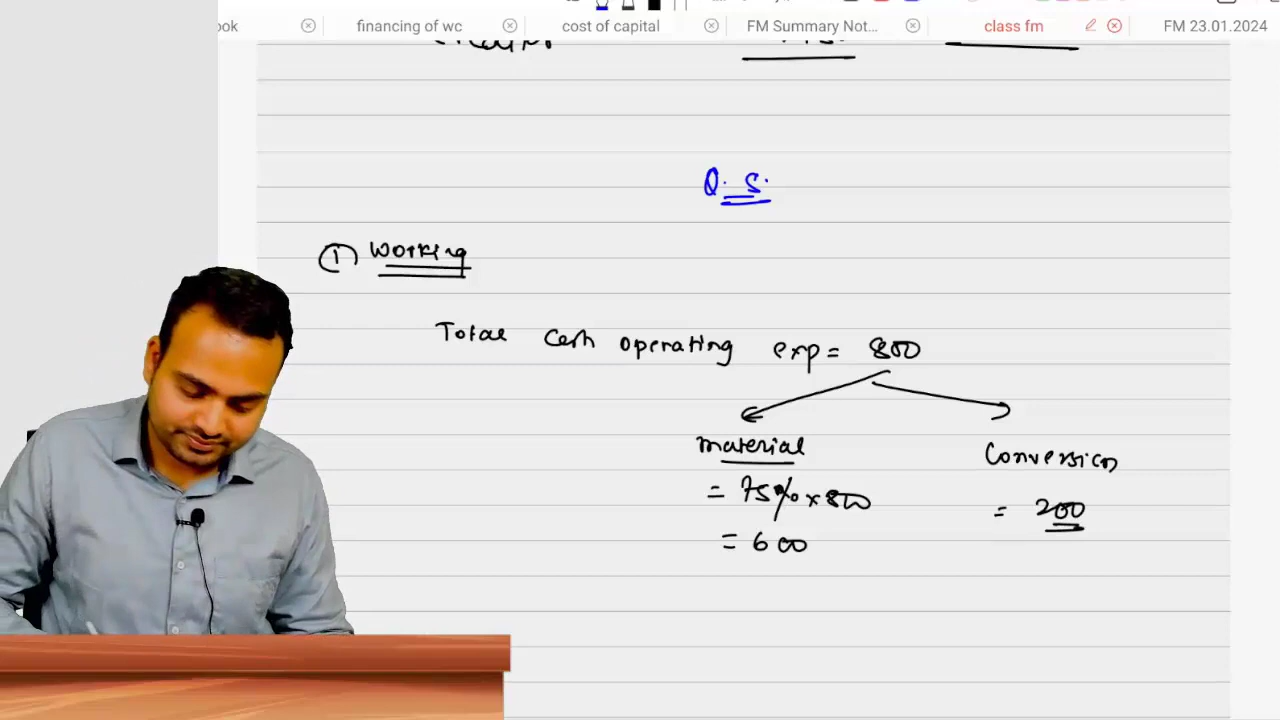 ook financing of wc cost of capital FM Summary Not... class fm FM 23.01.2024
Q. S.
① Working
Total Cash operating exp = 800
material Conversion
= 75% x 800 = 200
= 600